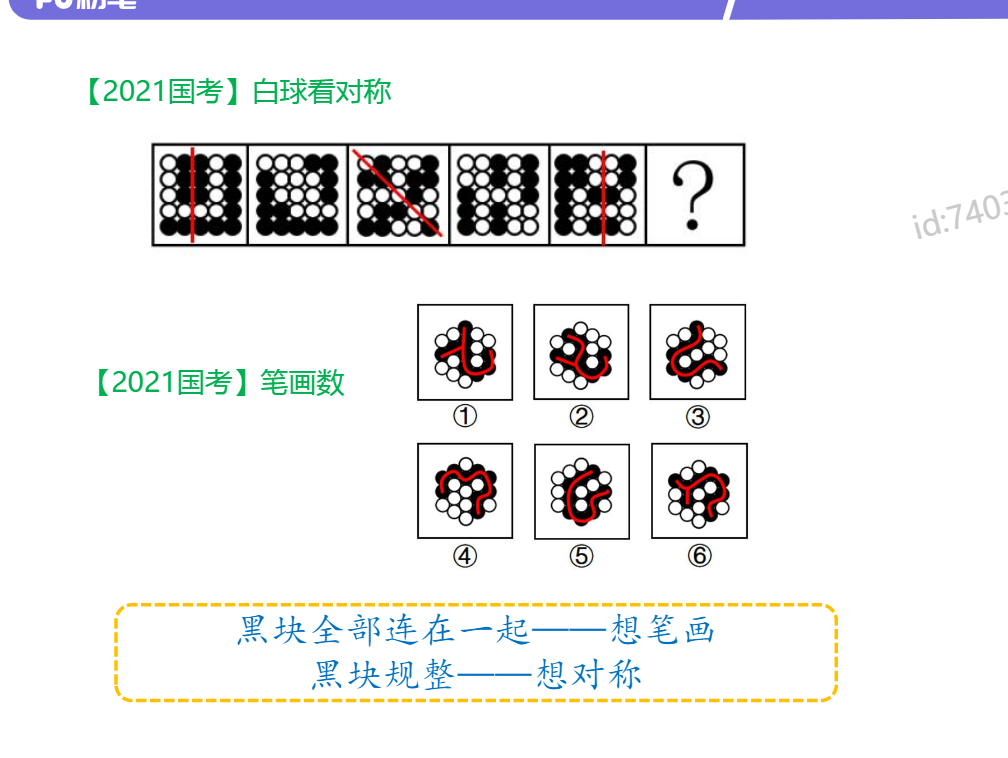 【2021国考】白球看对称
?
id:7403
【2021国考】笔画数
① ② ③
④ ⑤ ⑥
黑块全部连在一起——想笔画
黑块规整——想对称